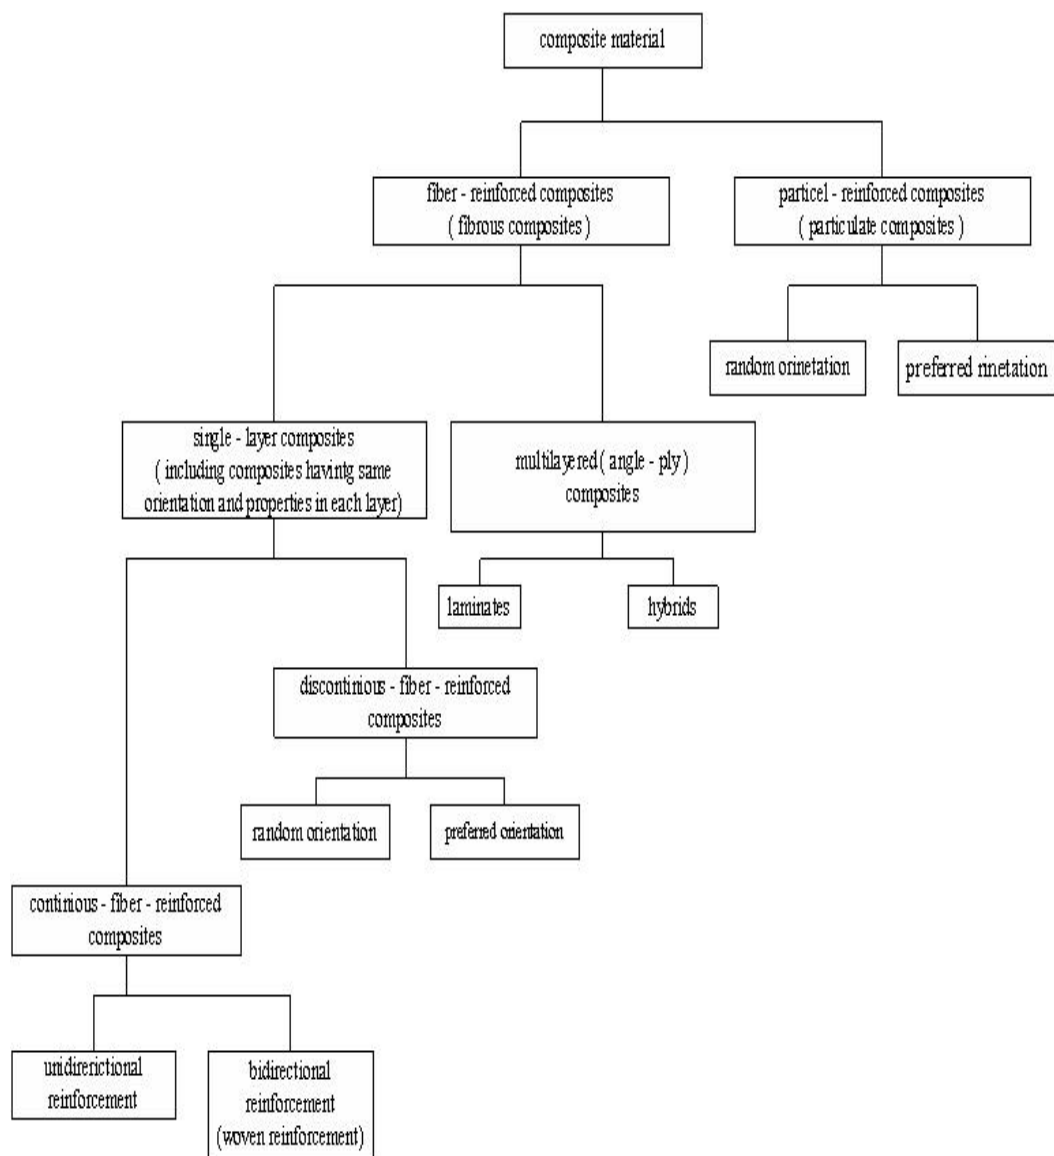 composite material
fiber - reinforced composites
( fibrous composites )
particel - reinforced composites
( particulate composites )
random orinetation
preferred rinetation
single - layer composites
( including composites havintg same
orientation and properties in each layer)
multilayered ( angle - ply )
composites
laminates
hybrids
discontinious - fiber - reinforced
composites
random orientation
preferred orientation
continious - fiber - reinforced
composites
unidirerictional
reinforcement
bidirectional
reinforcement
(woven reinforcement)